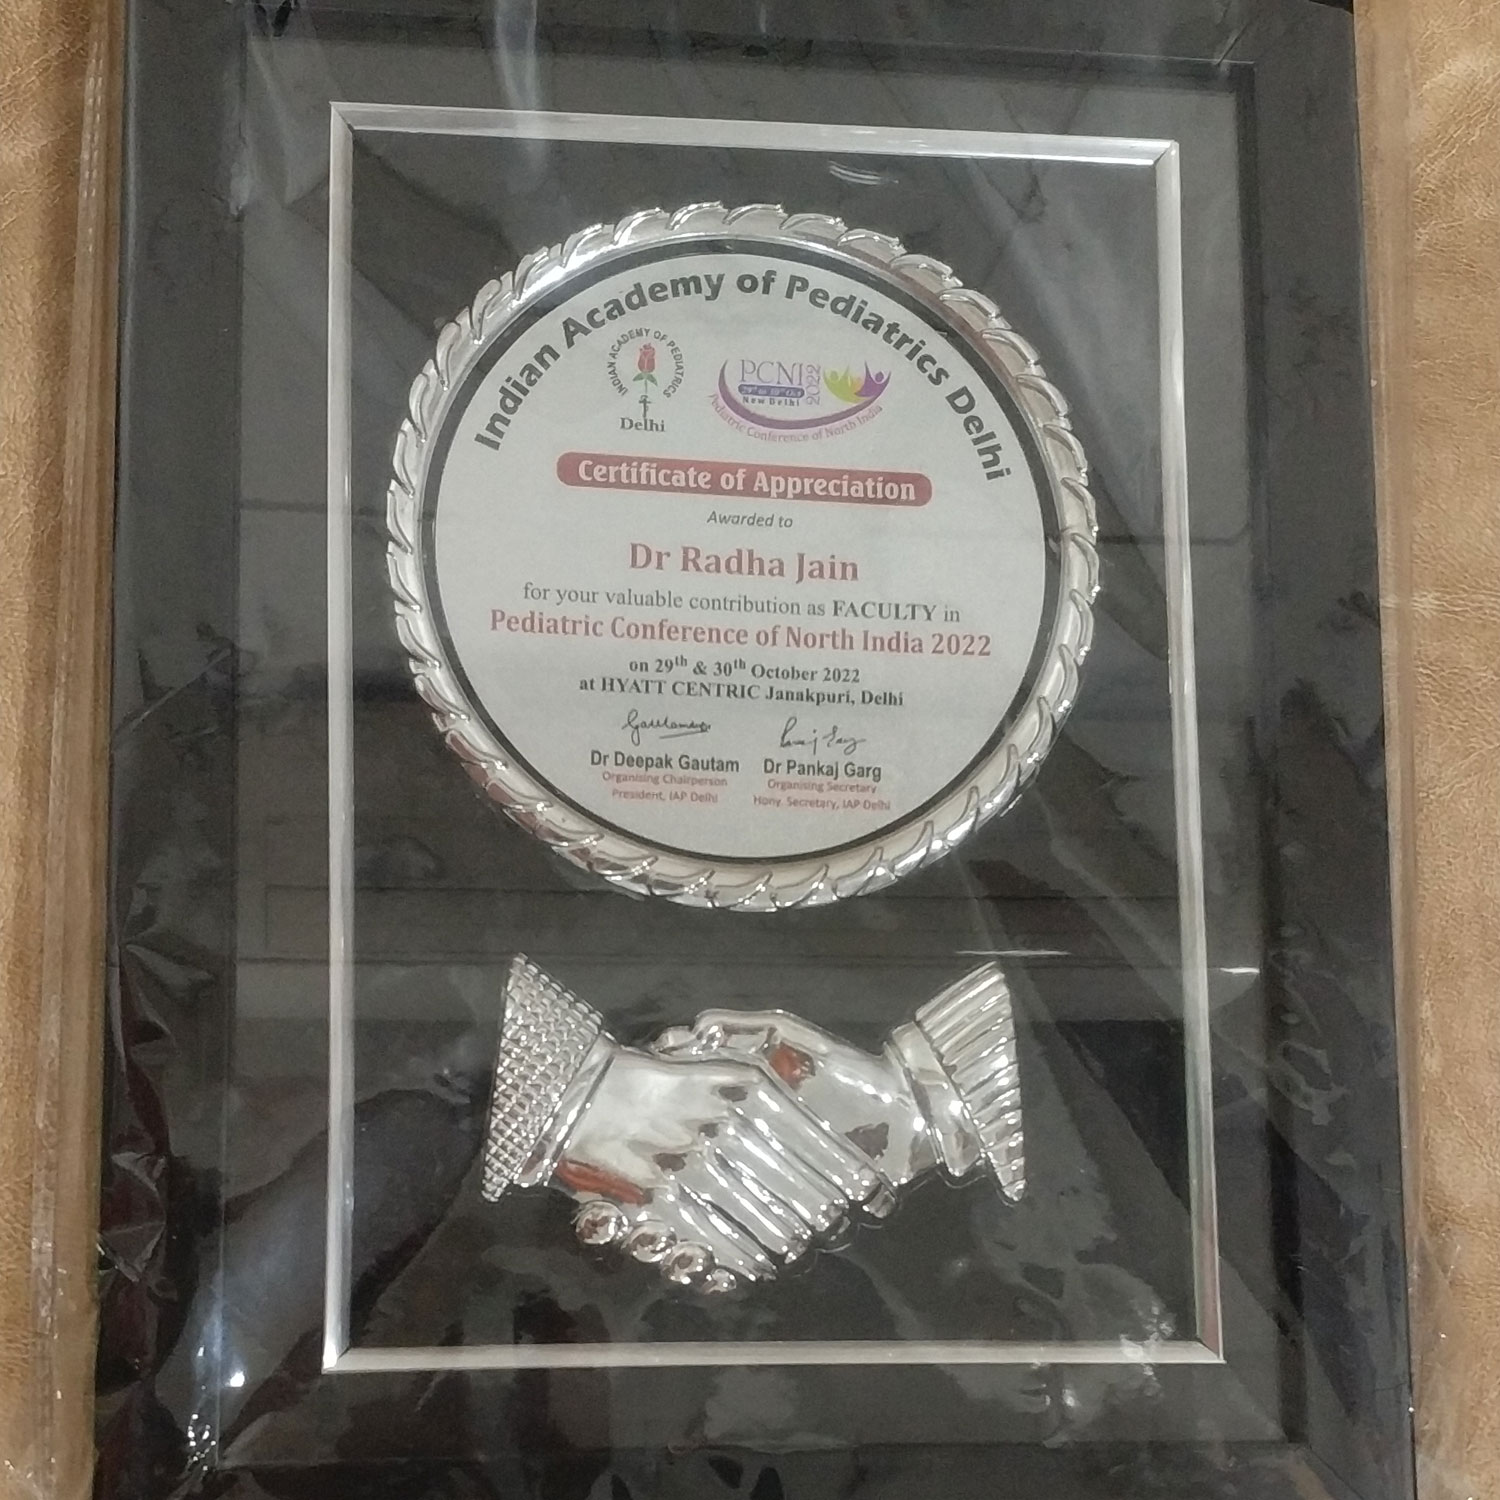 Indian Academy of Pediatrics Delhi
INDIAN ACADEMY OF PEDIATRICS
Delhi
PCNI 2022
New Delhi
Pediatric Conference of North India
Certificate of Appreciation
Awarded to
Dr Radha Jain
for your valuable contribution as FACULTY in
Pediatric Conference of North India 2022
on 29th & 30th October 2022
at HYATT CENTRIC Janakpuri, Delhi
Dr Deepak Gautam
Organising Chairperson
President, IAP Delhi
Dr Pankaj Garg
Organising Secretary
Hony. Secretary, IAP Delhi